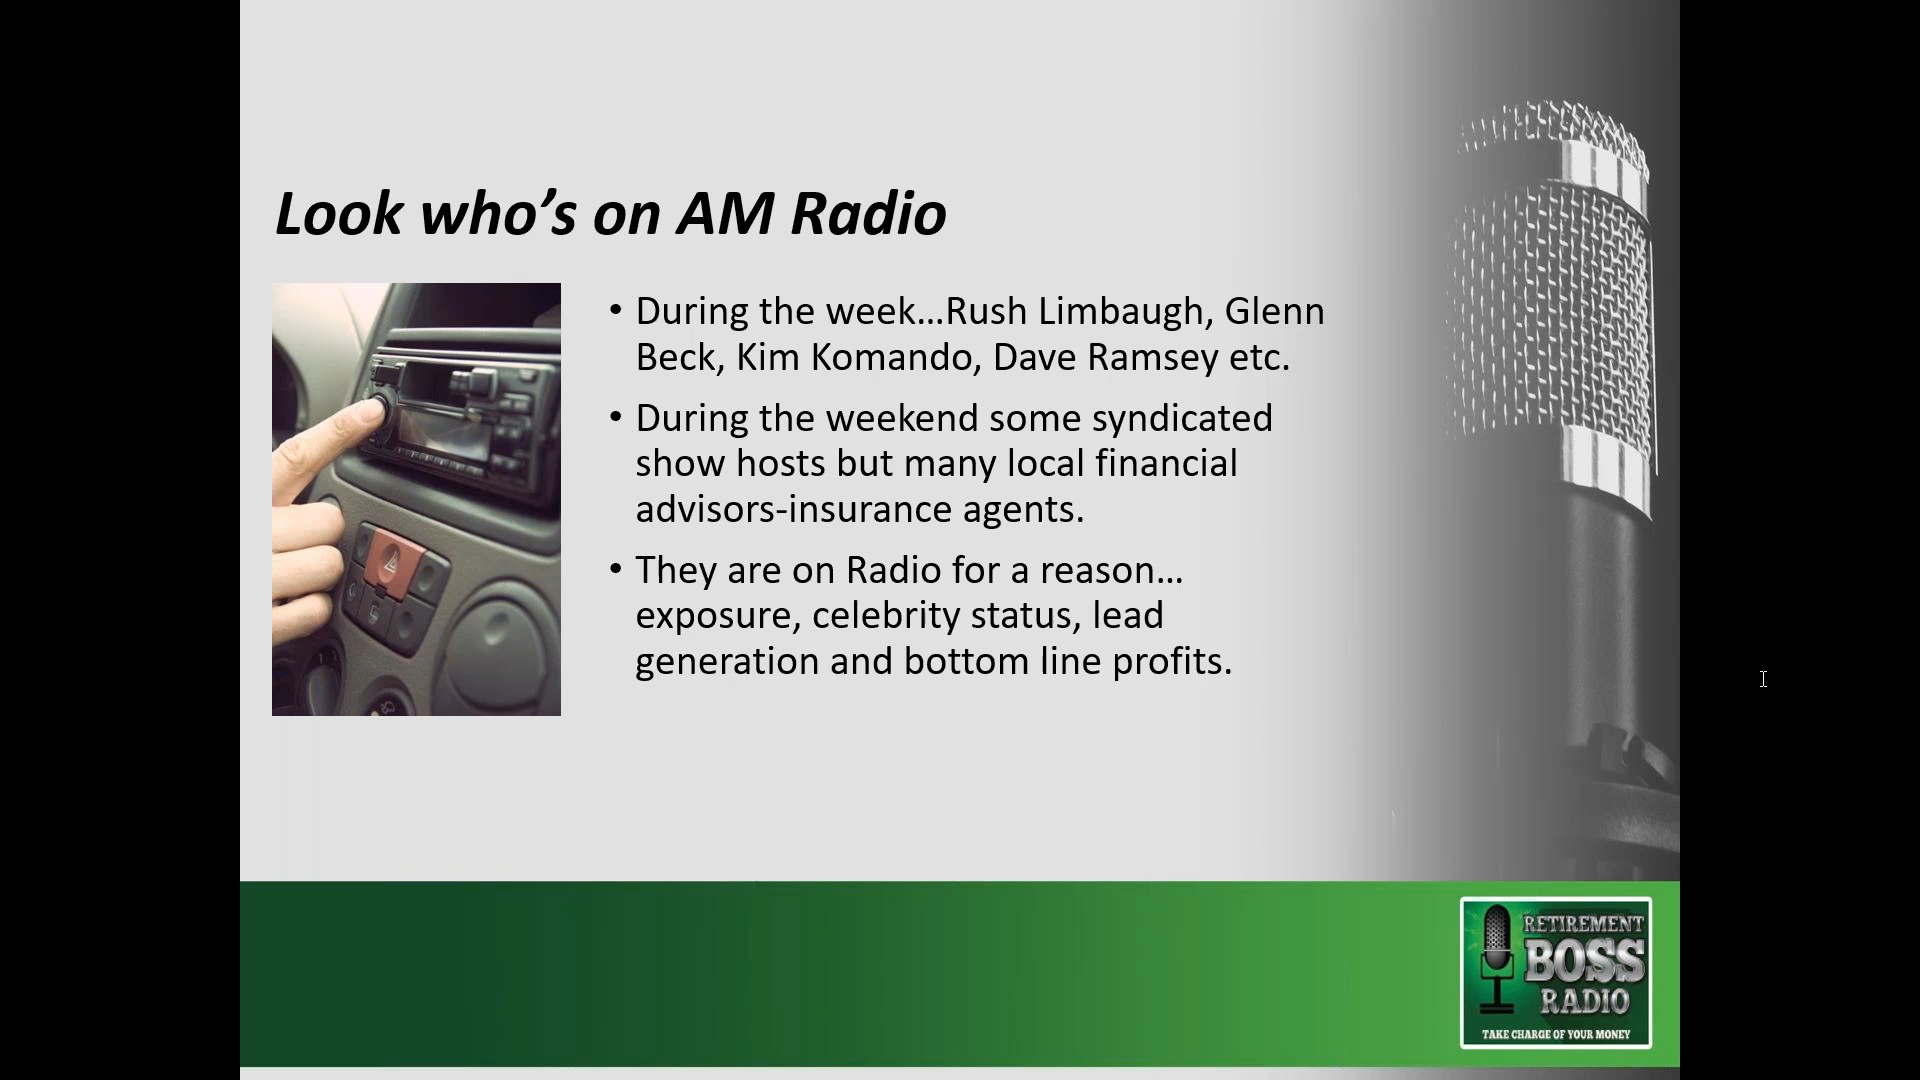 Look who’s on AM Radio
• During the week…Rush Limbaugh, Glenn
Beck, Kim Komando, Dave Ramsey etc.
• During the weekend some syndicated
show hosts but many local financial
advisors-insurance agents.
• They are on Radio for a reason…
exposure, celebrity status, lead
generation and bottom line profits.
RETIREMENT
BOSS
RADIO
TAKE CHARGE OF YOUR MONEY